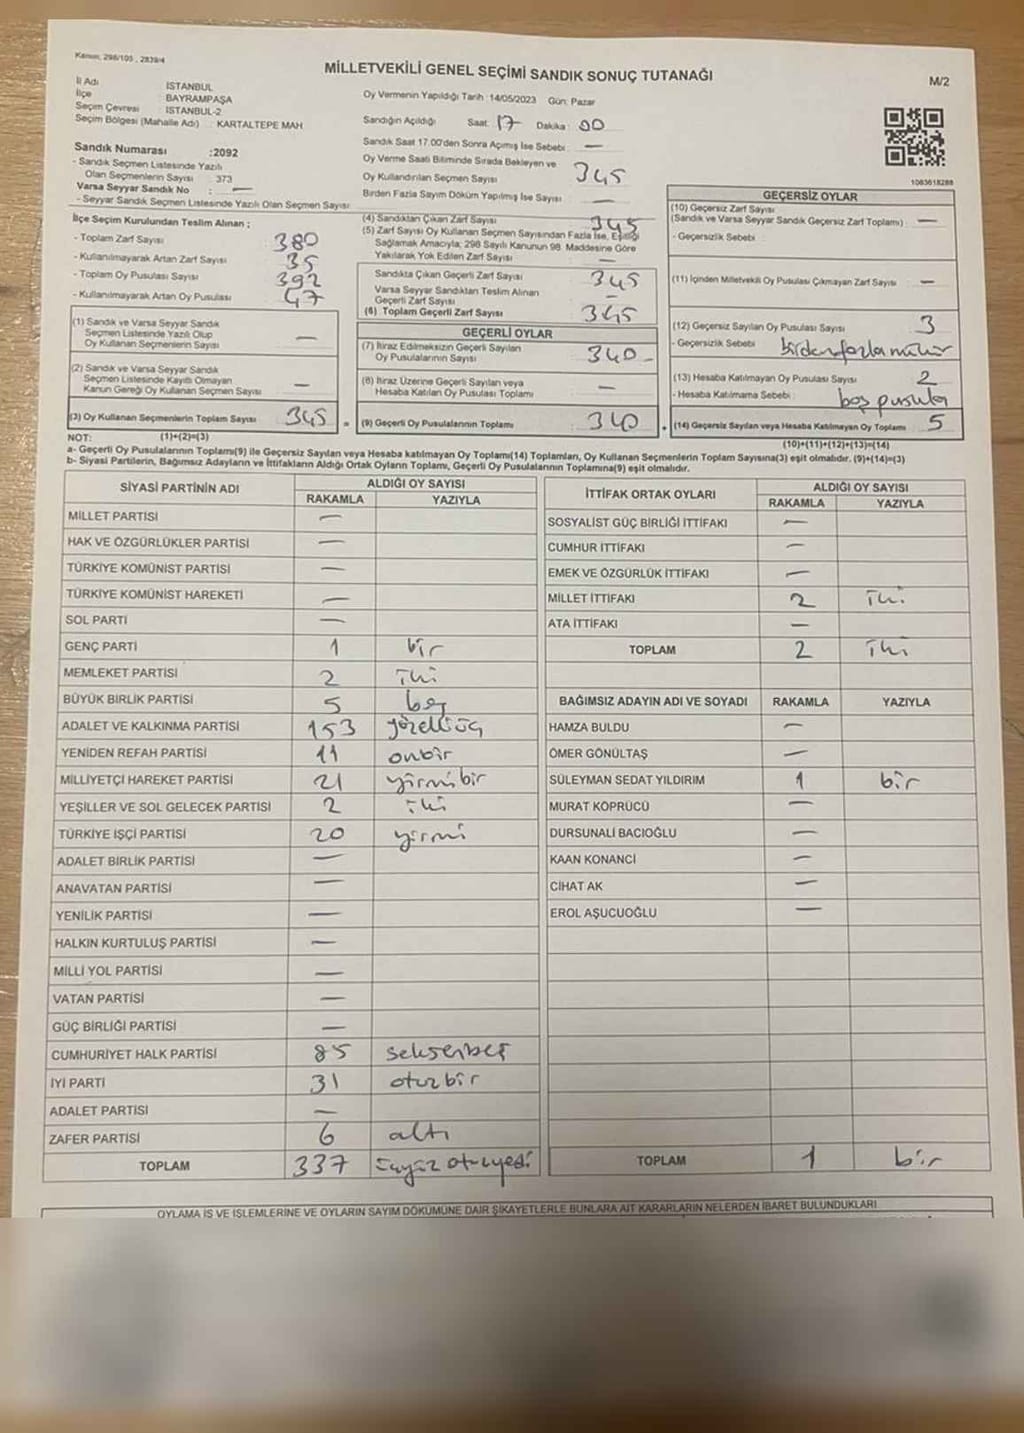 Kanun, 298/105 , 2839/4
MİLLETVEKİLİ GENEL SEÇİMİ SANDIK SONUÇ TUTANAĞI
M/2
İl Adı : İSTANBUL
İlçe : BAYRAMPAŞA
Seçim Çevresi : İSTANBUL-2
Seçim Bölgesi (Mahalle Adı) : KARTALTEPE MAH
Oy Vermenin Yapıldığı Tarih :14/05/2023 Gün: Pazar
Sandığın Açıldığı Saat: 17 Dakika: 00
Sandık Saat 17.00'den Sonra Açımış İse Sebebi : —
Oy Verme Saati Bitiminde Sırada Bekleyen ve
Oy Kullandırılan Seçmen Sayısı 345
Birden Fazla Sayım Döküm Yapılmış İse Sayısı : —
Sandık Numarası :2092
- Sandık Seçmen Listesinde Yazılı
Olan Seçmenlerin Sayısı : 373
Varsa Seyyar Sandık No : —
- Seyyar Sandık Seçmen Listesinde Yazılı Olan Seçmen Sayısı:
1083618288
İlçe Seçim Kurulundan Teslim Alınan :
- Toplam Zarf Sayısı : 380
- Kullanılmayarak Artan Zarf Sayısı : 35
- Toplam Oy Pusulası Sayısı : 392
- Kullanılmayarak Artan Oy Pusulası : 47
(1) Sandık ve Varsa Seyyar Sandık
Seçmen Listesinde Yazılı Olup
Oy Kullanan Seçmenlerin Sayısı —
(2) Sandık ve Varsa Seyyar Sandık
Seçmen Listesinde Kayıtlı Olmayan
Kanun Gereği Oy Kullanan Seçmen Sayısı —
(3) Oy Kullanan Seçmenlerin Toplam Sayısı 345 =
(4) Sandıktan Çıkan Zarf Sayısı 345
(5) Zarf Sayısı Oy Kullanan Seçmen Sayısından Fazla İse, Eşitliği
Sağlamak Amacıyla; 298 Sayılı Kanunun 98. Maddesine Göre
Yakılarak Yok Edilen Zarf Sayısı : —
Sandıkta Çıkan Geçerli Zarf Sayısı 345
Varsa Seyyar Sandıktan Teslim Alınan
Geçerli Zarf Sayısı —
(6) Toplam Geçerli Zarf Sayısı 345
GEÇERLİ OYLAR
(7) İtiraz Edilmeksizin Geçerli Sayılan
Oy Pusulalarının Sayısı 340
(8) İtiraz Üzerine Geçerli Sayılan veya
Hesaba Katılan Oy Pusulası Toplamı —
(9) Geçerli Oy Pusulalarının Toplamı 340 +
GEÇERSİZ OYLAR
(10) Geçersiz Zarf Sayısı
(Sandık ve Varsa Seyyar Sandık Geçersiz Zarf Toplamı) : —
- Geçersizlik Sebebi :
(11) İçinden Milletvekili Oy Pusulası Çıkmayan Zarf Sayısı : —
(12) Geçersiz Sayılan Oy Pusulası Sayısı : 3
- Geçersizlik Sebebi : birden fazla mühür
(13) Hesaba Katılmayan Oy Pusulası Sayısı : 2
- Hesaba Katılmama Sebebi : boş pusula
(14) Geçersiz Sayılan veya Hesaba Katılmayan Oy Toplamı 5
NOT: (1)+(2)=(3) (10)+(11)+(12)+(13)=(14)
a- Geçerli Oy Pusulalarının Toplamı(9) ile Geçersiz Sayılan veya Hesaba katılmayan Oy Toplamı(14) Toplamları, Oy Kullanan Seçmenlerin Toplam Sayısına(3) eşit olmalıdır. (9)+(14)=(3)
b- Siyasi Partilerin, Bağımsız Adayların ve İttifakların Aldığı Ortak Oyların Toplamı, Geçerli Oy Pusulalarının Toplamına(9) eşit olmalıdır.
SİYASİ PARTİNİN ADI ALDIĞI OY SAYISI
RAKAMLA YAZIYLA
MİLLET PARTİSİ —
HAK VE ÖZGÜRLÜKLER PARTİSİ —
TÜRKİYE KOMÜNİST PARTİSİ —
TÜRKİYE KOMÜNİST HAREKETİ —
SOL PARTİ —
GENÇ PARTİ 1 bir
MEMLEKET PARTİSİ 2 iki
BÜYÜK BİRLİK PARTİSİ 5 beş
ADALET VE KALKINMA PARTİSİ 153 yüzelliüç
YENİDEN REFAH PARTİSİ 11 onbir
MİLLİYETÇİ HAREKET PARTİSİ 21 yirmibir
YEŞİLLER VE SOL GELECEK PARTİSİ 2 iki
TÜRKİYE İŞÇİ PARTİSİ 20 yirmi
ADALET BİRLİK PARTİSİ —
ANAVATAN PARTİSİ —
YENİLİK PARTİSİ —
HALKIN KURTULUŞ PARTİSİ —
MİLLİ YOL PARTİSİ —
VATAN PARTİSİ —
GÜÇ BİRLİĞİ PARTİSİ —
CUMHURİYET HALK PARTİSİ 85 seksenbeş
İYİ PARTİ 31 otuzbir
ADALET PARTİSİ —
ZAFER PARTİSİ 6 altı
TOPLAM 337 üçyüz otuzyedi
İTTİFAK ORTAK OYLARI ALDIĞI OY SAYISI
RAKAMLA YAZIYLA
SOSYALİST GÜÇ BİRLİĞİ İTTİFAKI —
CUMHUR İTTİFAKI —
EMEK VE ÖZGÜRLÜK İTTİFAKI —
MİLLET İTTİFAKI 2 iki
ATA İTTİFAKI —
TOPLAM 2 iki
BAĞIMSIZ ADAYIN ADI VE SOYADI RAKAMLA YAZIYLA
HAMZA BULDU —
ÖMER GÖNÜLTAŞ —
SÜLEYMAN SEDAT YILDIRIM 1 bir
MURAT KÖPRÜCÜ —
DURSUNALİ BACIOĞLU —
KAAN KONANCİ —
CİHAT AK —
EROL AŞUCUOĞLU —
TOPLAM 1 bir
OYLAMA İŞ VE İŞLEMLERİNE VE OYLARIN SAYIM DÖKÜMÜNE DAİR ŞİKAYETLERLE BUNLARA AİT KARARLARIN NELERDEN İBARET BULUNDUKLARI